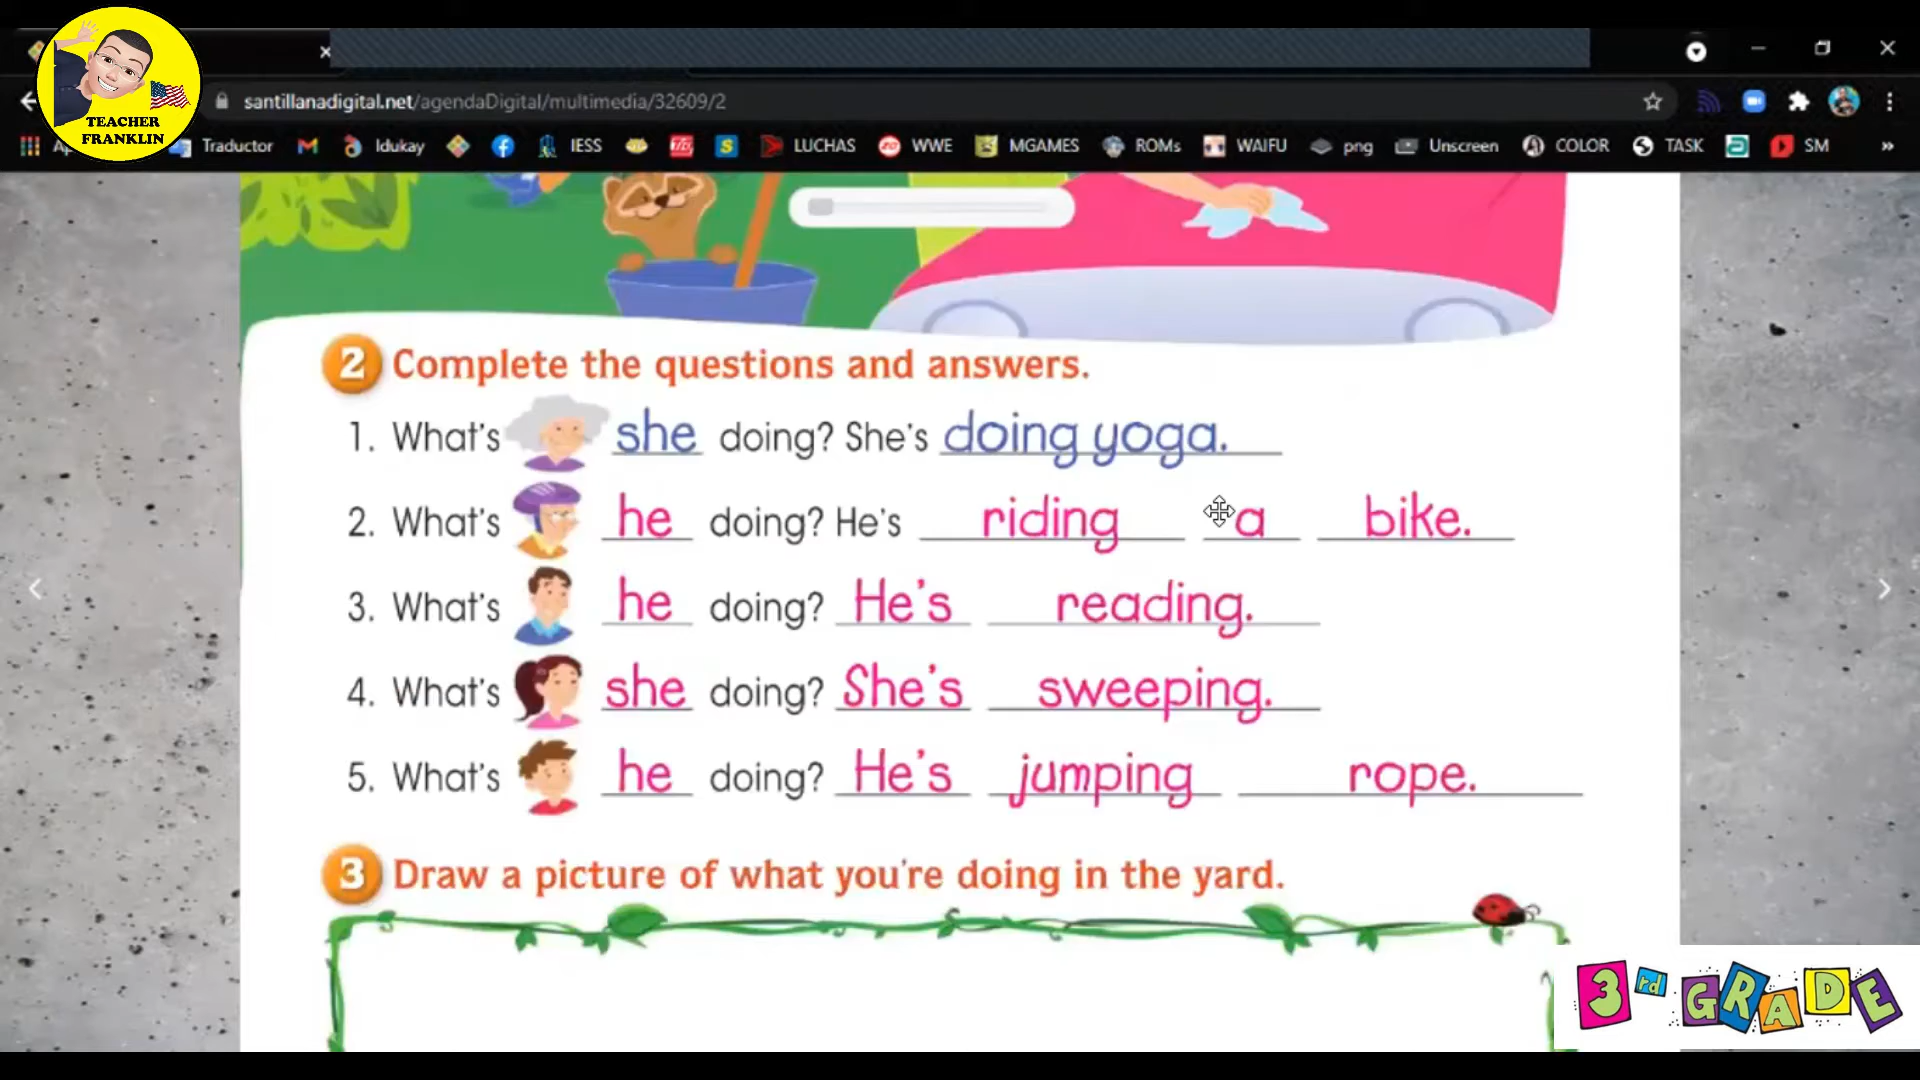 santillanadigital.net/agendaDigital/multimedia/32609/2
TEACHER
FRANKLIN
Traductor
Idukay
IESS
LUCHAS
WWE
MGAMES
ROMs
WAIFU
png
Unscreen
COLOR
TASK
SM
»
2 Complete the questions and answers.
1. What's she doing? She's doing yoga.
2. What's he doing? He's riding a bike.
3. What's he doing? He's reading.
4. What's she doing? She's sweeping.
5. What's he doing? He's jumping rope.
3 Draw a picture of what you're doing in the yard.
3rd GRADE